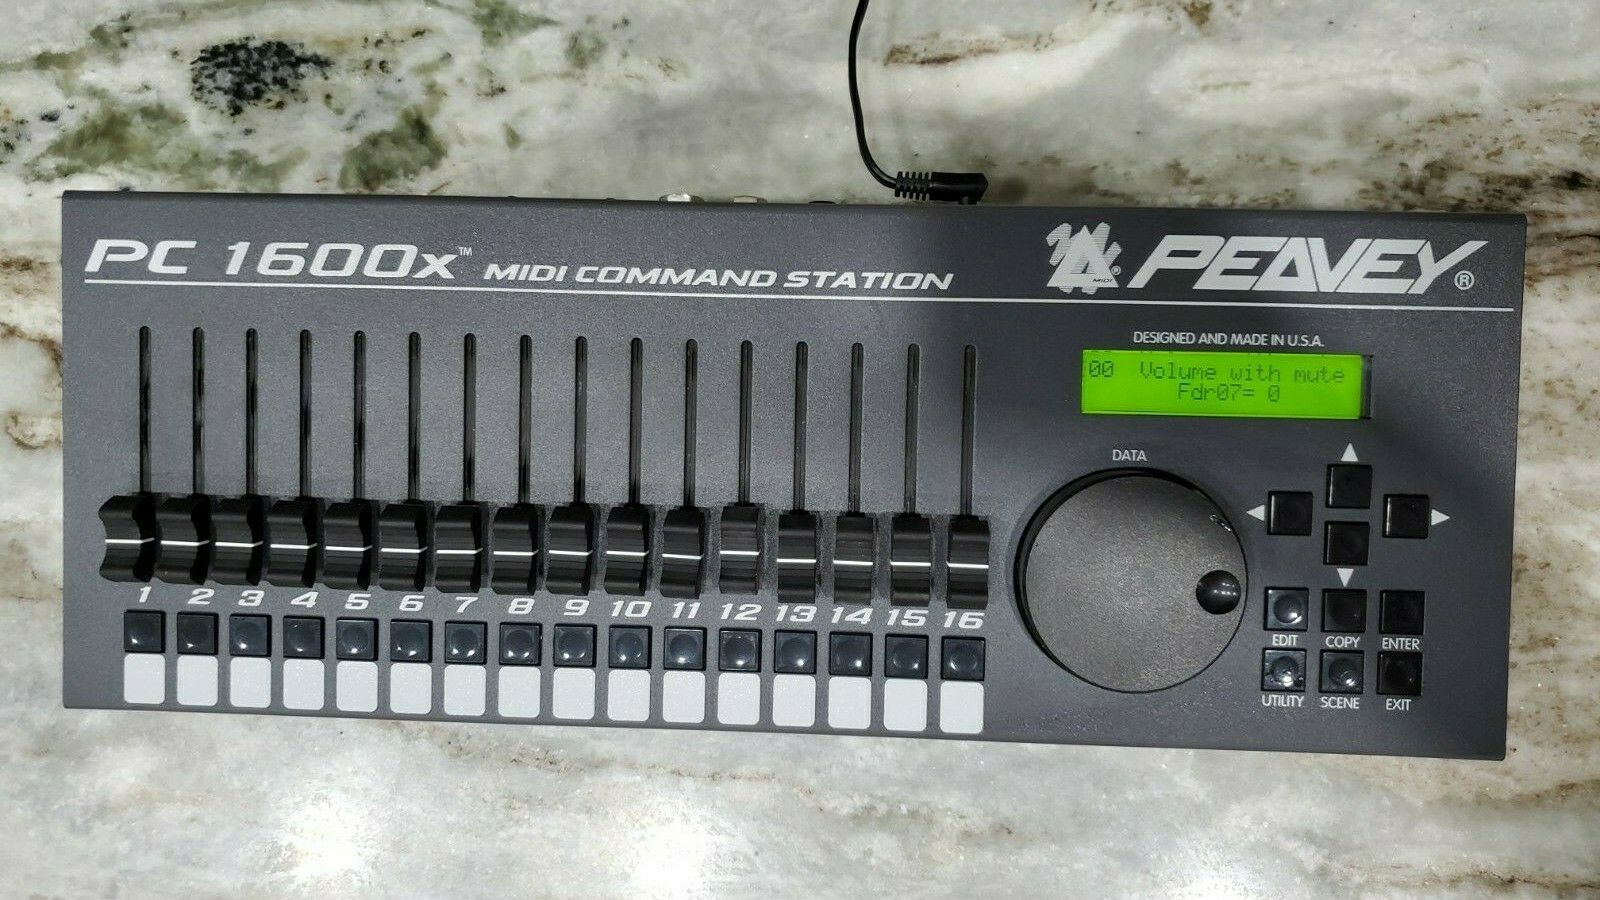 PC 1600x™ MIDI COMMAND STATION
MIDI ® PEAVEY®
DESIGNED AND MADE IN U.S.A.
00 Volume with mute
Fdr07= 0
DATA
1 2 3 4 5 6 7 8 9 10 11 12 13 14 15 16
EDIT COPY ENTER
UTILITY SCENE EXIT